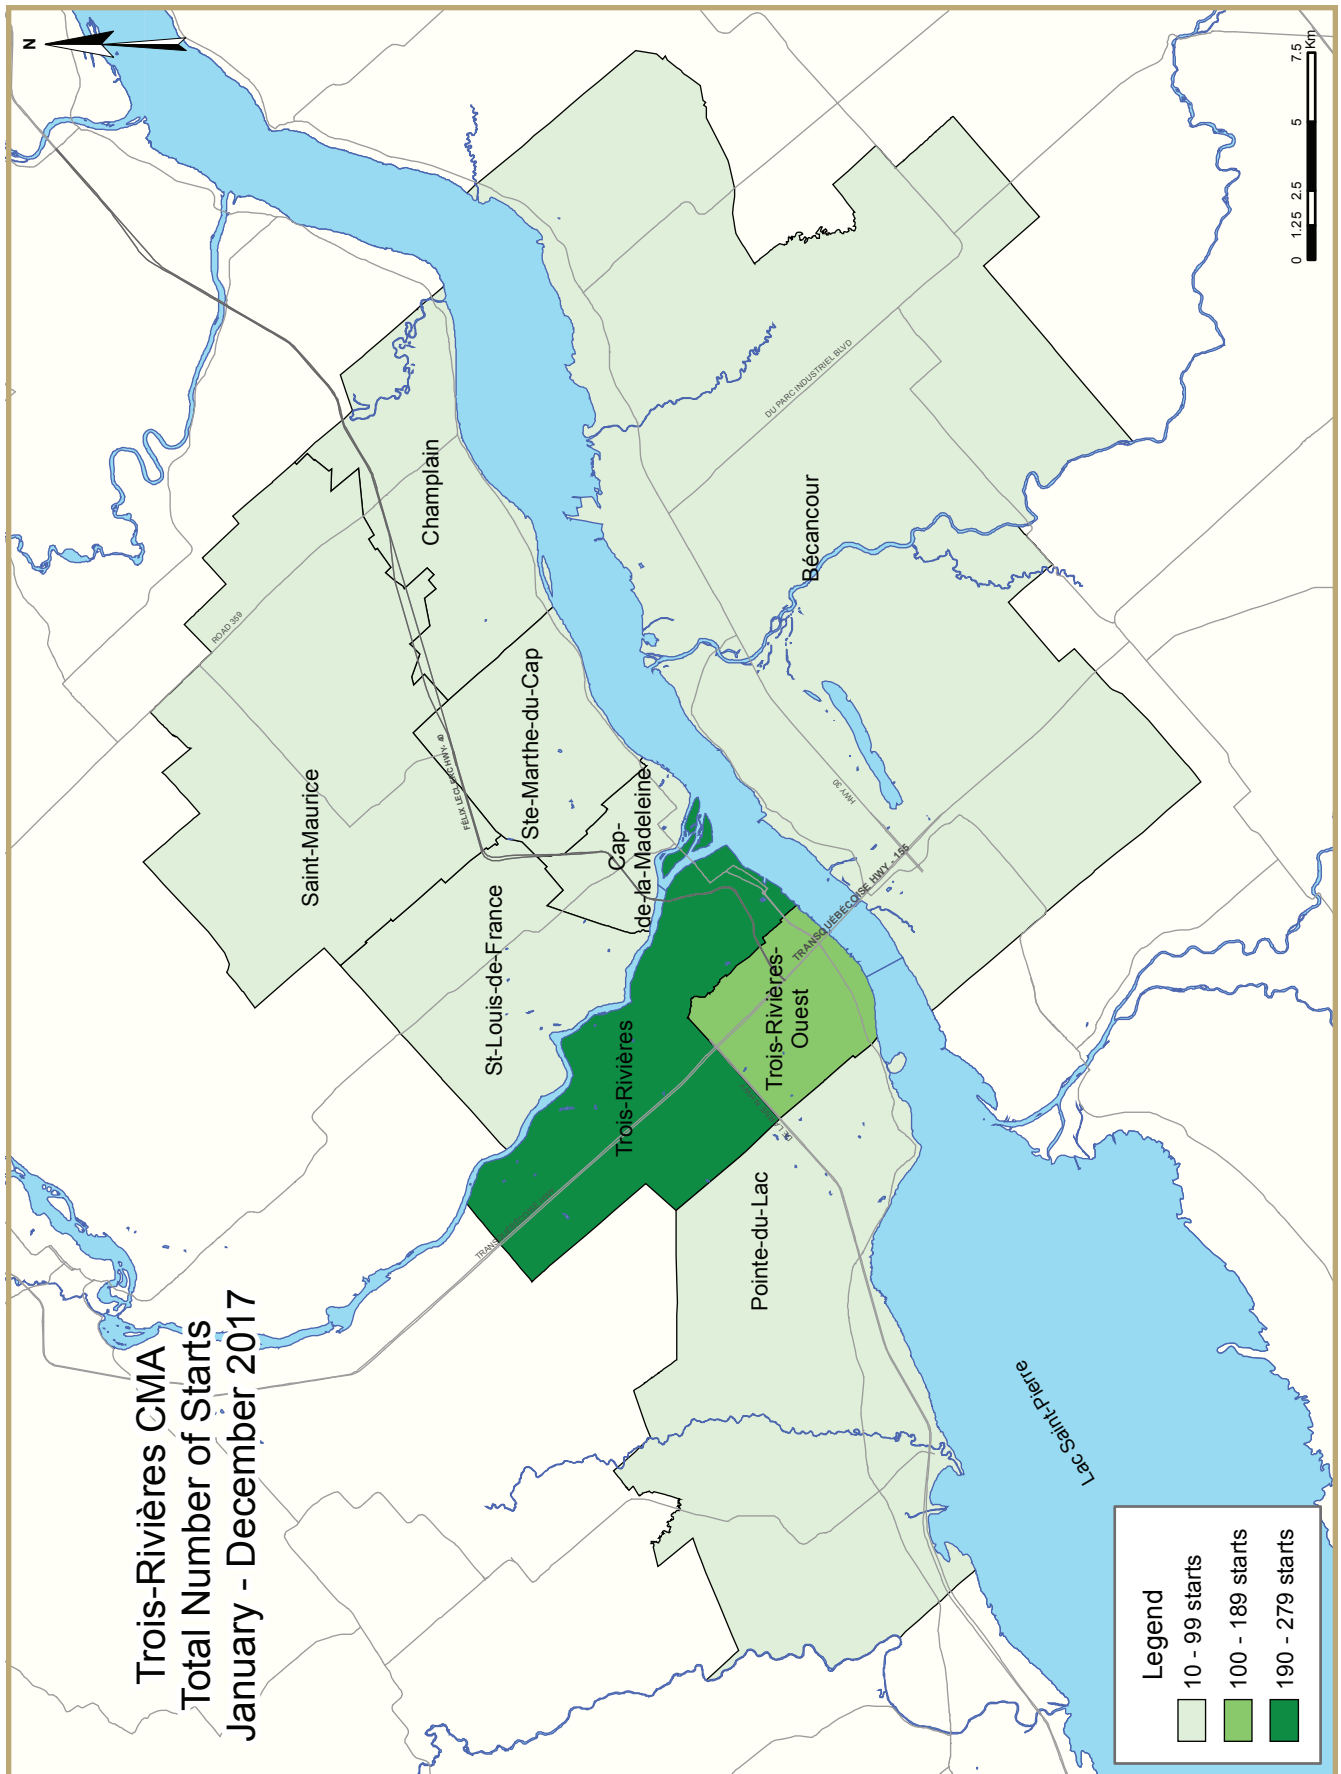 Trois-Rivières CMA
Total Number of Starts
January - December 2017
N
Saint-Maurice
ROAD 359
Champlain
FÉLIX LECLERC HWY- 40
Ste-Marthe-du-Cap
St-Louis-de-France
Cap-
de-la-Madeleine
Trois-Rivières
Trois-Rivières-
Ouest
Pointe-du-Lac
Bécancour
DU PARC INDUSTRIEL BLVD
HWY 30
TRANSQUÉBÉCOISE HWY - 155
Lac Saint-Pierre
Legend
10 - 99 starts
100 - 189 starts
190 - 279 starts
0 1.25 2.5 5 7.5
Km